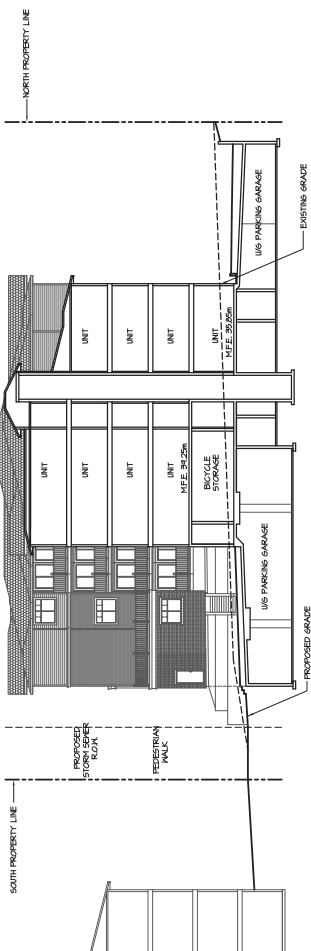 SOUTH PROPERTY LINE
NORTH PROPERTY LINE
PROPOSED
STORM SEWER
R.O.W.
PEDESTRIAN
WALK
UNIT
UNIT
UNIT
UNIT
M.F.E. 39.25m
BICYCLE
STORAGE
UNIT
UNIT
UNIT
UNIT
M.F.E. 35.85m
U/G PARKING GARAGE
U/G PARKING GARAGE
PROPOSED GRADE
EXISTING GRADE